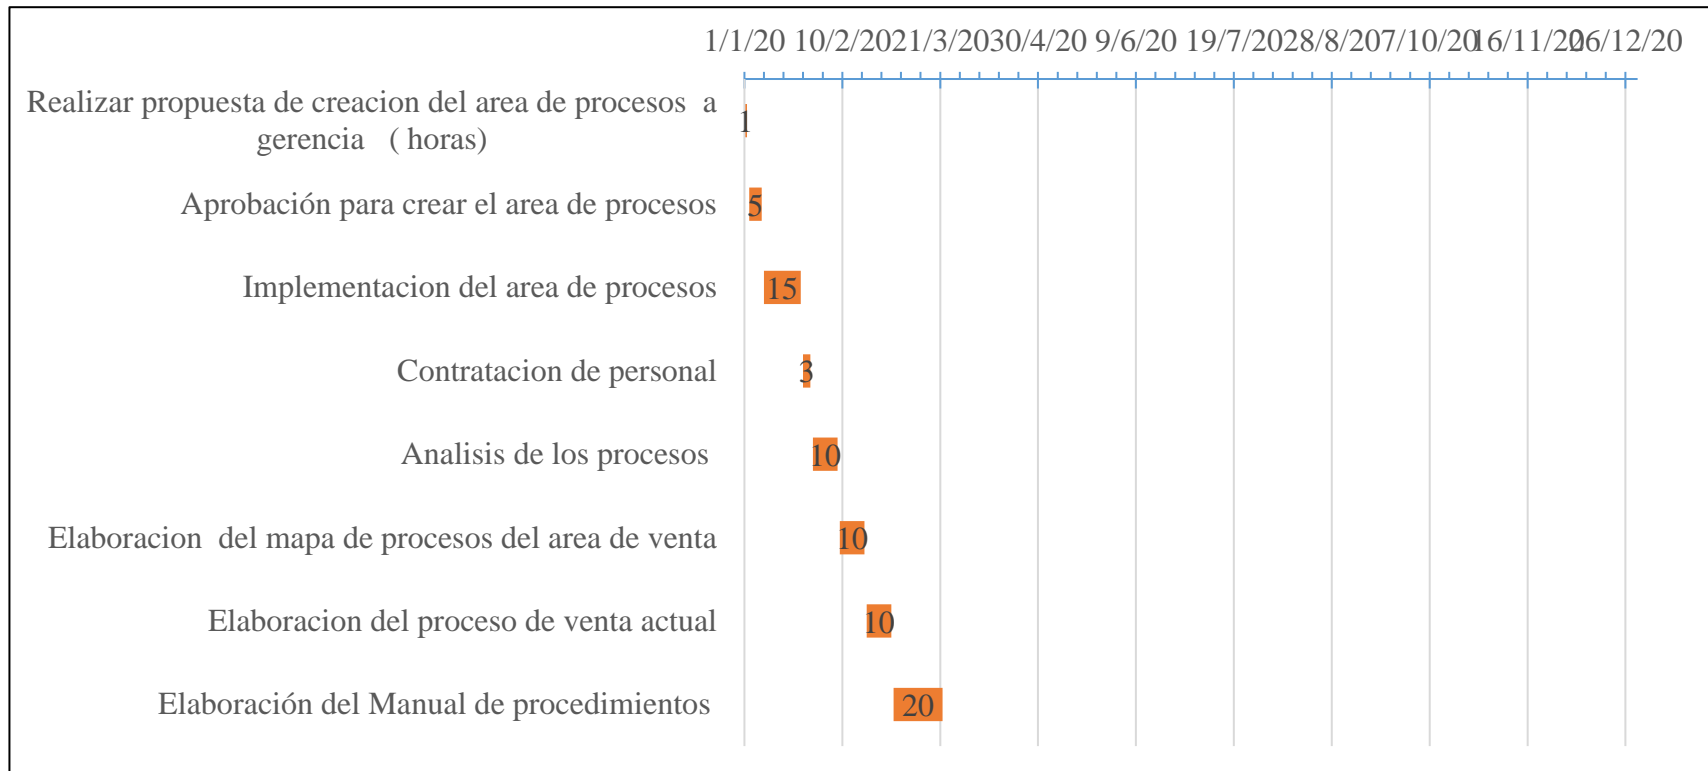 1/1/20 10/2/20 21/3/20 30/4/20 9/6/20 19/7/20 28/8/20 7/10/20 16/11/20 26/12/20
Realizar propuesta de creacion del area de procesos  a
gerencia   ( horas)
1
Aprobación para crear el area de procesos
5
Implementacion del area de procesos
15
Contratacion de personal
3
Analisis de los procesos
10
Elaboracion  del mapa de procesos del area de venta
10
Elaboracion del proceso de venta actual
10
Elaboración del Manual de procedimientos
20